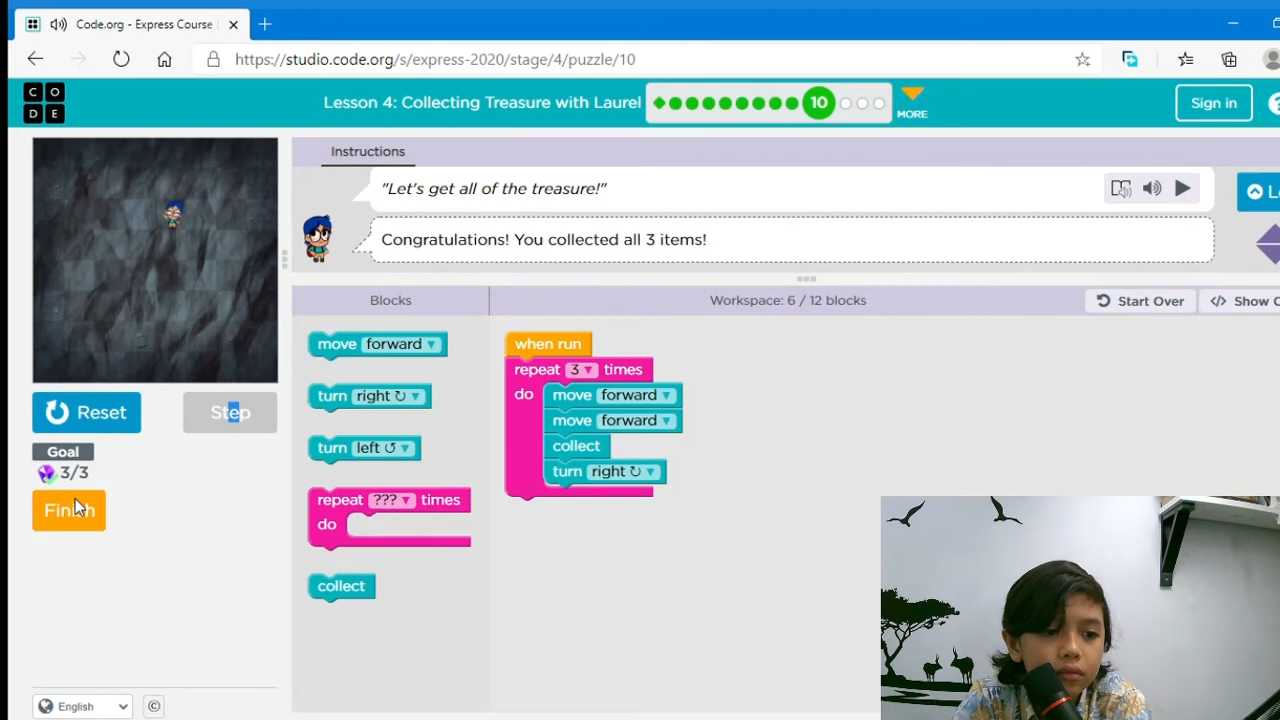 Code.org - Express Course
https://studio.code.org/s/express-2020/stage/4/puzzle/10
C O
D E
Lesson 4: Collecting Treasure with Laurel
10
MORE
Sign in
?
Instructions
"Let's get all of the treasure!"
Congratulations! You collected all 3 items!
Blocks
Workspace: 6 / 12 blocks
Start Over
</> Show
move forward
turn right
turn left
repeat ??? times
do
collect
when run
repeat 3 times
do
move forward
move forward
collect
turn right
Reset
Step
Goal
3/3
Finish
English
©